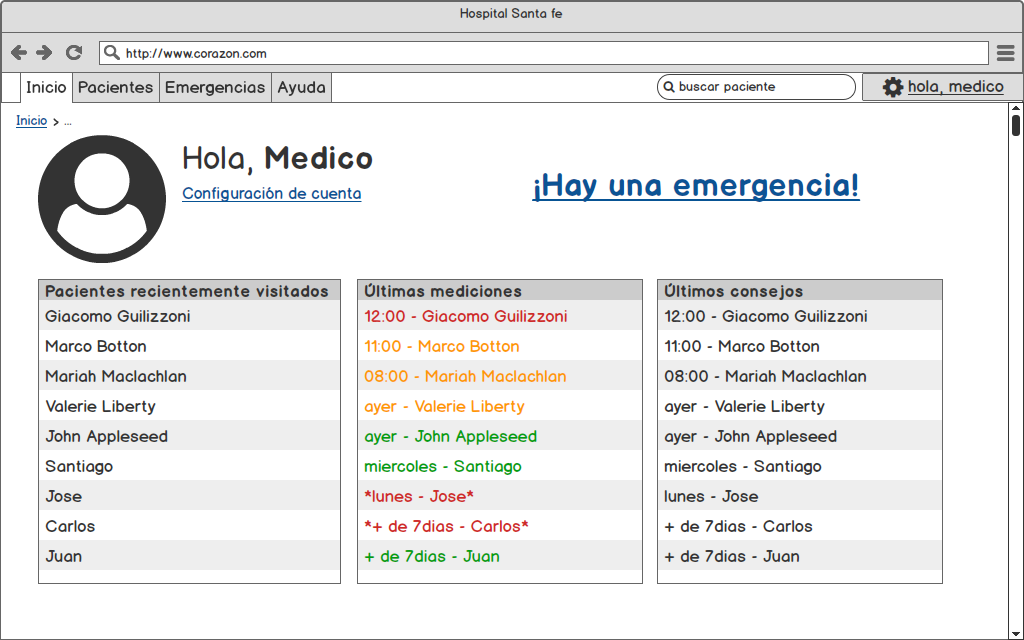 Hospital Santa fe
http://www.corazon.com
Inicio Pacientes Emergencias Ayuda buscar paciente hola, medico
Inicio > ...
Hola, Medico
Configuración de cuenta
¡Hay una emergencia!
Pacientes recientemente visitados
Giacomo Guilizzoni
Marco Botton
Mariah Maclachlan
Valerie Liberty
John Appleseed
Santiago
Jose
Carlos
Juan
Últimas mediciones
12:00 - Giacomo Guilizzoni
11:00 - Marco Botton
08:00 - Mariah Maclachlan
ayer - Valerie Liberty
ayer - John Appleseed
miercoles - Santiago
*lunes - Jose*
*+ de 7dias - Carlos*
+ de 7dias - Juan
Últimos consejos
12:00 - Giacomo Guilizzoni
11:00 - Marco Botton
08:00 - Mariah Maclachlan
ayer - Valerie Liberty
ayer - John Appleseed
miercoles - Santiago
lunes - Jose
+ de 7dias - Carlos
+ de 7dias - Juan